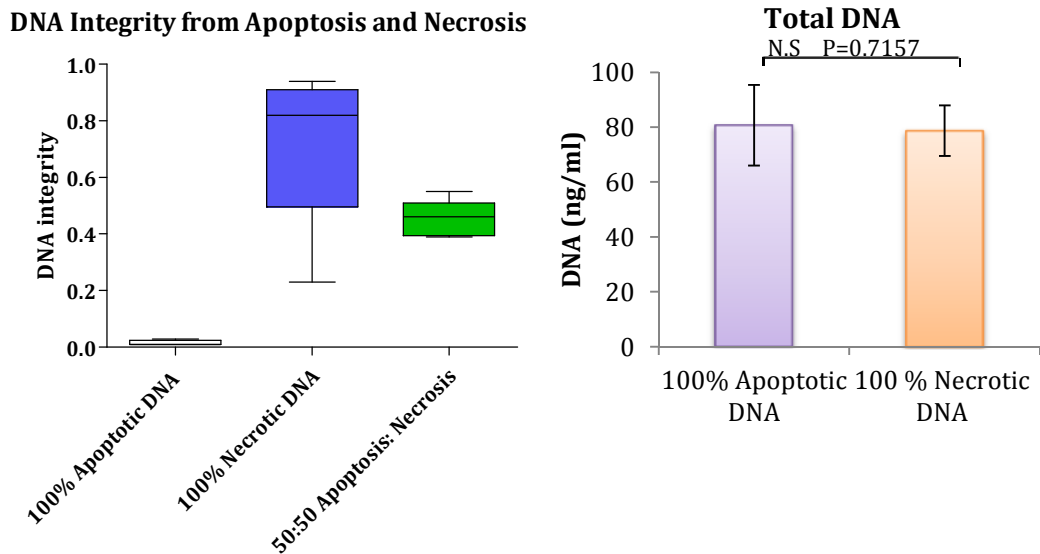 DNA Integrity from Apoptosis and Necrosis
DNA integrity
1.0
0.8
0.6
0.4
0.2
0.0
100% Apoptotic DNA
100% Necrotic DNA
50:50 Apoptosis: Necrosis
Total DNA
N.S P=0.7157
DNA (ng/ml)
100
80
60
40
20
0
100% Apoptotic
DNA
100 % Necrotic
DNA